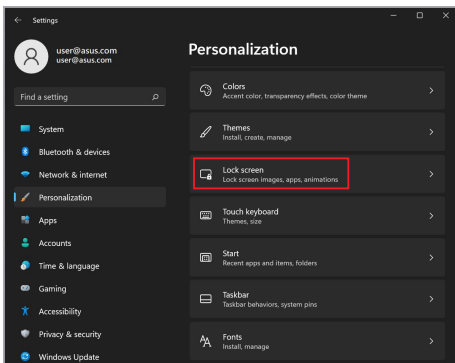 Settings
user@asus.com
user@asus.com
Find a setting
System
Bluetooth & devices
Network & internet
Personalization
Apps
Accounts
Time & language
Gaming
Accessibility
Privacy & security
Windows Update
Personalization
Colors
Accent color, transparency effects, color theme
Themes
Install, create, manage
Lock screen
Lock screen images, apps, animations
Touch keyboard
Themes, size
Start
Recent apps and items, folders
Taskbar
Taskbar behaviors, system pins
Fonts
Install, manage